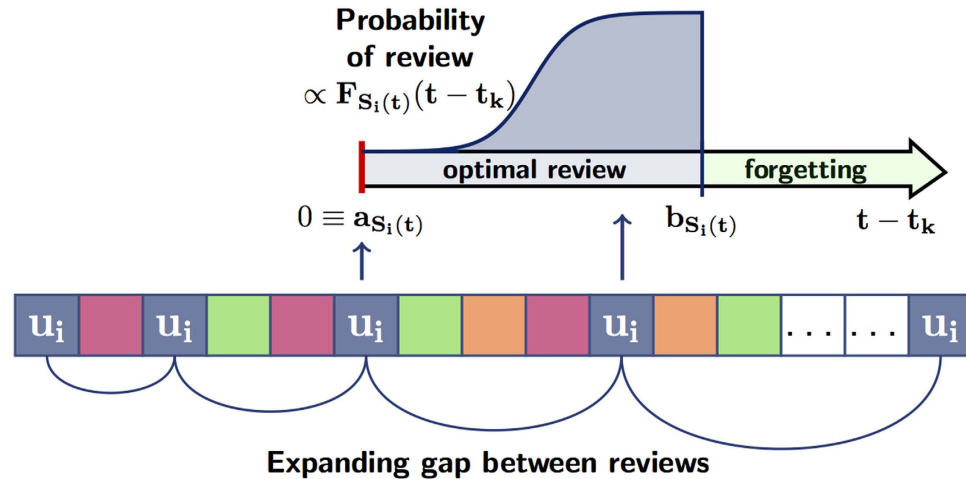 Probability
of review
∝ F_{S_i(t)}(t − t_k)
optimal review
forgetting
0 ≡ a_{S_i(t)}
b_{S_i(t)}
t − t_k
u_i u_i u_i u_i ... ... u_i
Expanding gap between reviews